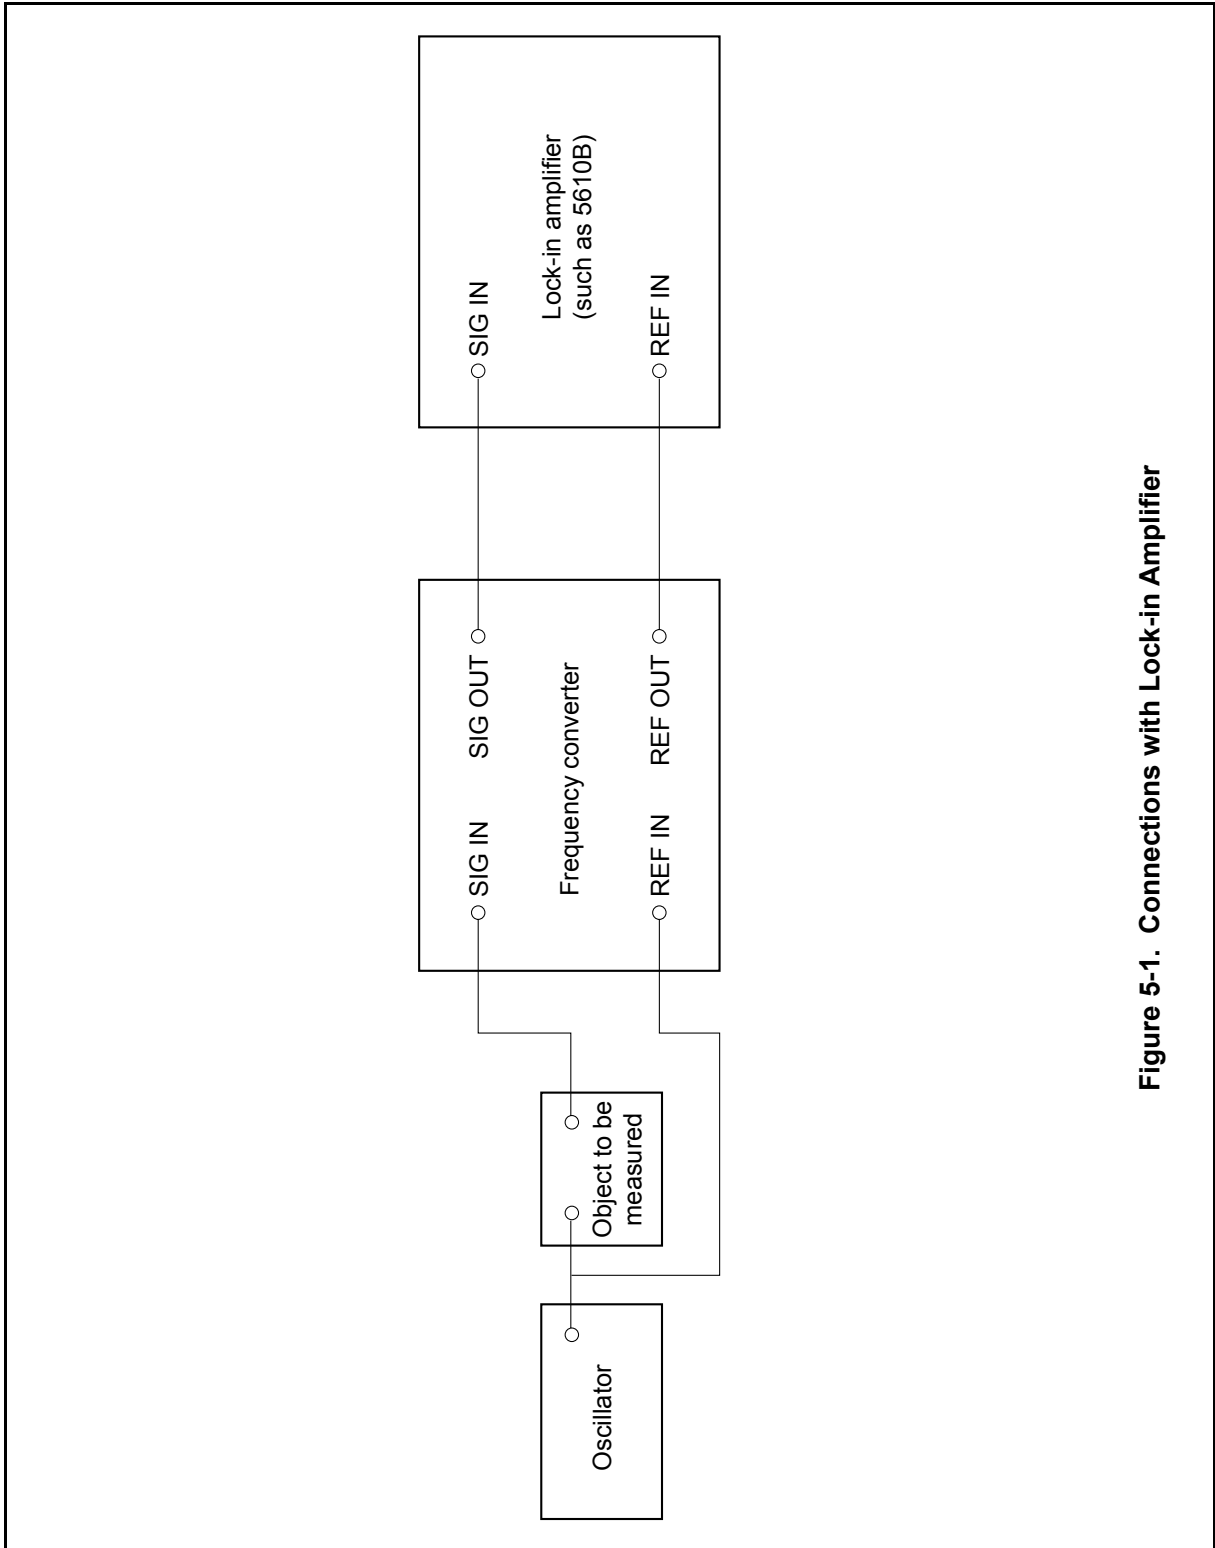 Oscillator
Object to be
measured
SIG IN
SIG OUT
Frequency converter
REF IN
REF OUT
SIG IN
Lock-in amplifier
(such as 5610B)
REF IN
Figure 5-1. Connections with Lock-in Amplifier